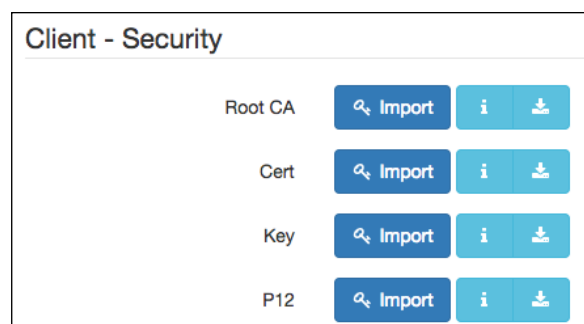 Client - Security
Root CA Import
Cert Import
Key Import
P12 Import